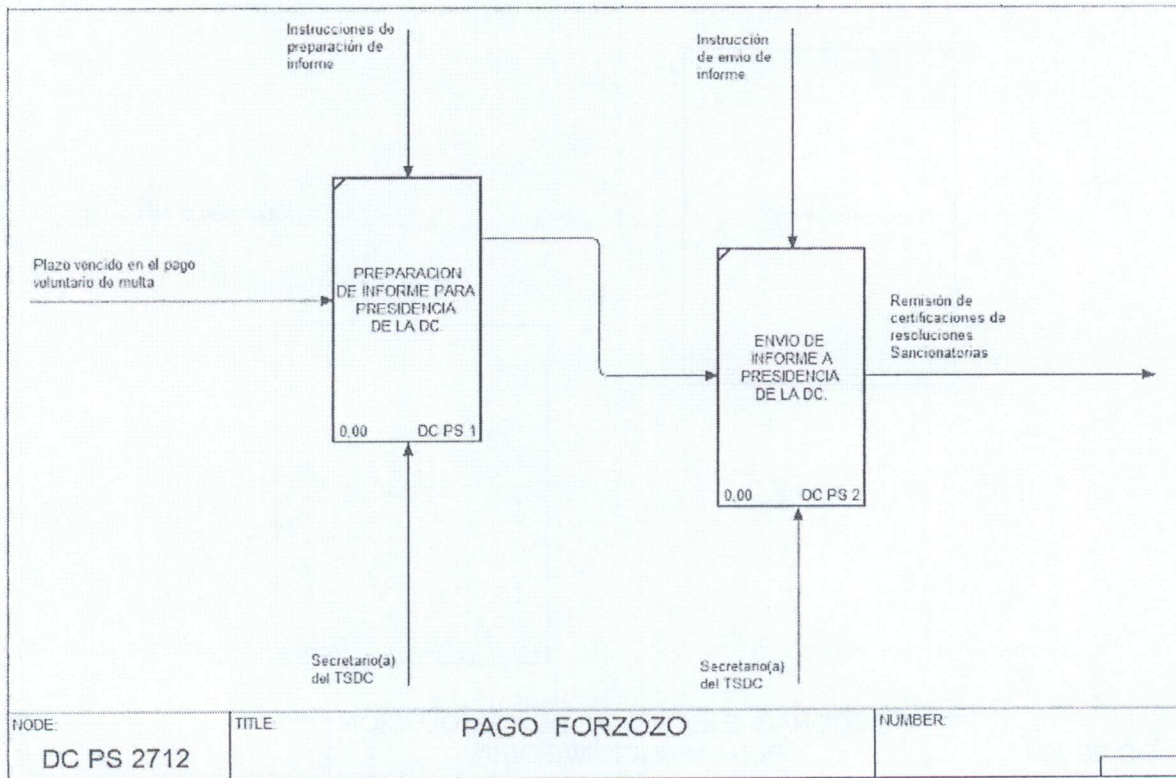 Instrucciones de
preparación de
informe
Instrucción
de envio de
informe
Plazo vencido en el pago
voluntario de multa
PREPARACION
DE INFORME PARA
PRESIDENCIA
DE LA DC.
0,00 DC PS 1
ENVIO DE
INFORME A
PRESIDENCIA
DE LA DC.
0,00 DC PS 2
Remisión de
certificaciones de
resoluciones
Sancionatorias
Secretario(a)
del TSDC
Secretario(a)
del TSDC
NODE:
DC PS 2712
TITLE:
PAGO FORZOZO
NUMBER: